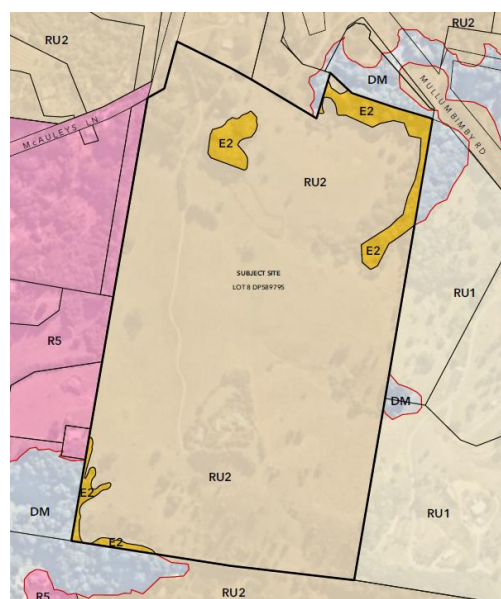 RU2
RU2
DM
MULLUMBIMBY RD
E2
McAULEYS LN
E2
RU2
E2
SUBJECT SITE
LOT 8 DP589795
RU1
R5
DM
RU2
E2
DM
RU1
E2
R5
RU2